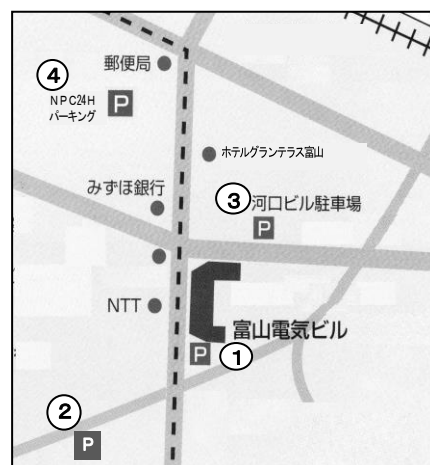 郵便局
④
NPC24H
パーキング
P
ホテルグランテラス富山
みずほ銀行
③
河口ビル駐車場
P
NTT
富山電気ビル
P
①
②
P